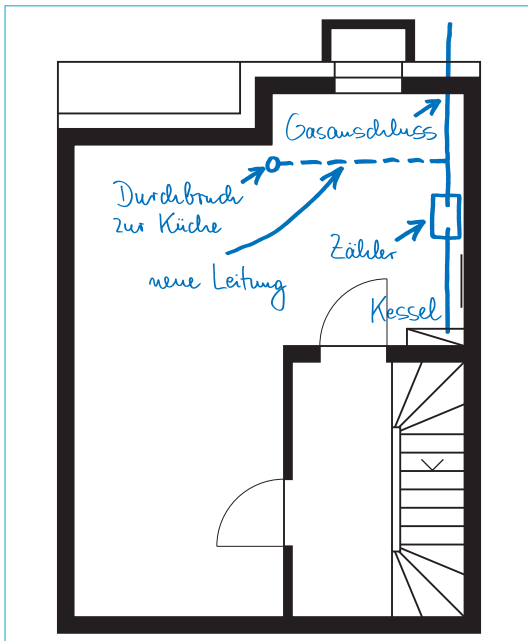 Gasanschluss
Durchbruch
zur Küche
neue Leitung
Zähler
Kessel